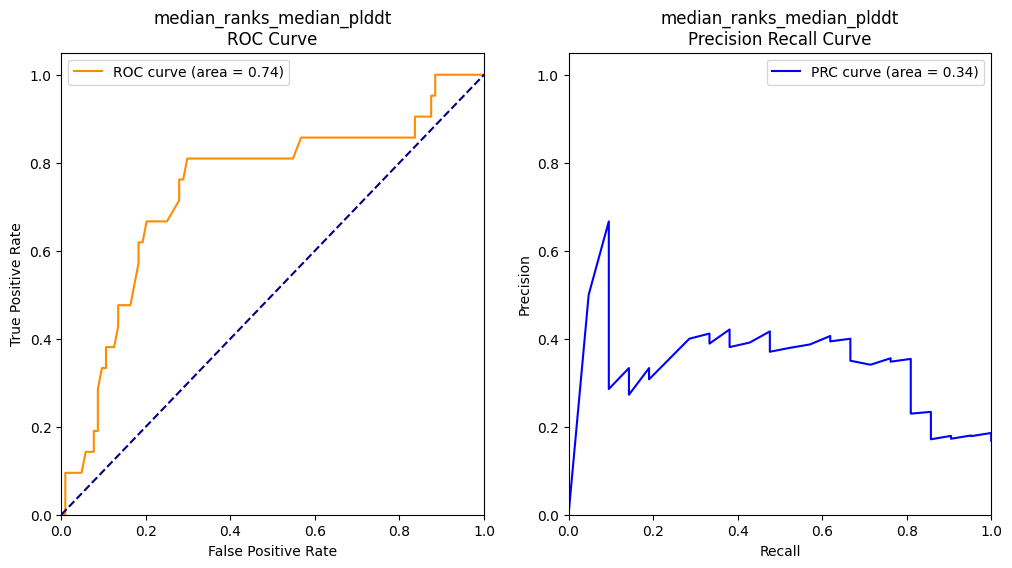 median_ranks_median_plddt
ROC Curve
ROC curve (area = 0.74)
True Positive Rate
1.0
0.8
0.6
0.4
0.2
0.0
0.0 0.2 0.4 0.6 0.8 1.0
False Positive Rate
median_ranks_median_plddt
Precision Recall Curve
PRC curve (area = 0.34)
Precision
1.0
0.8
0.6
0.4
0.2
0.0
0.0 0.2 0.4 0.6 0.8 1.0
Recall